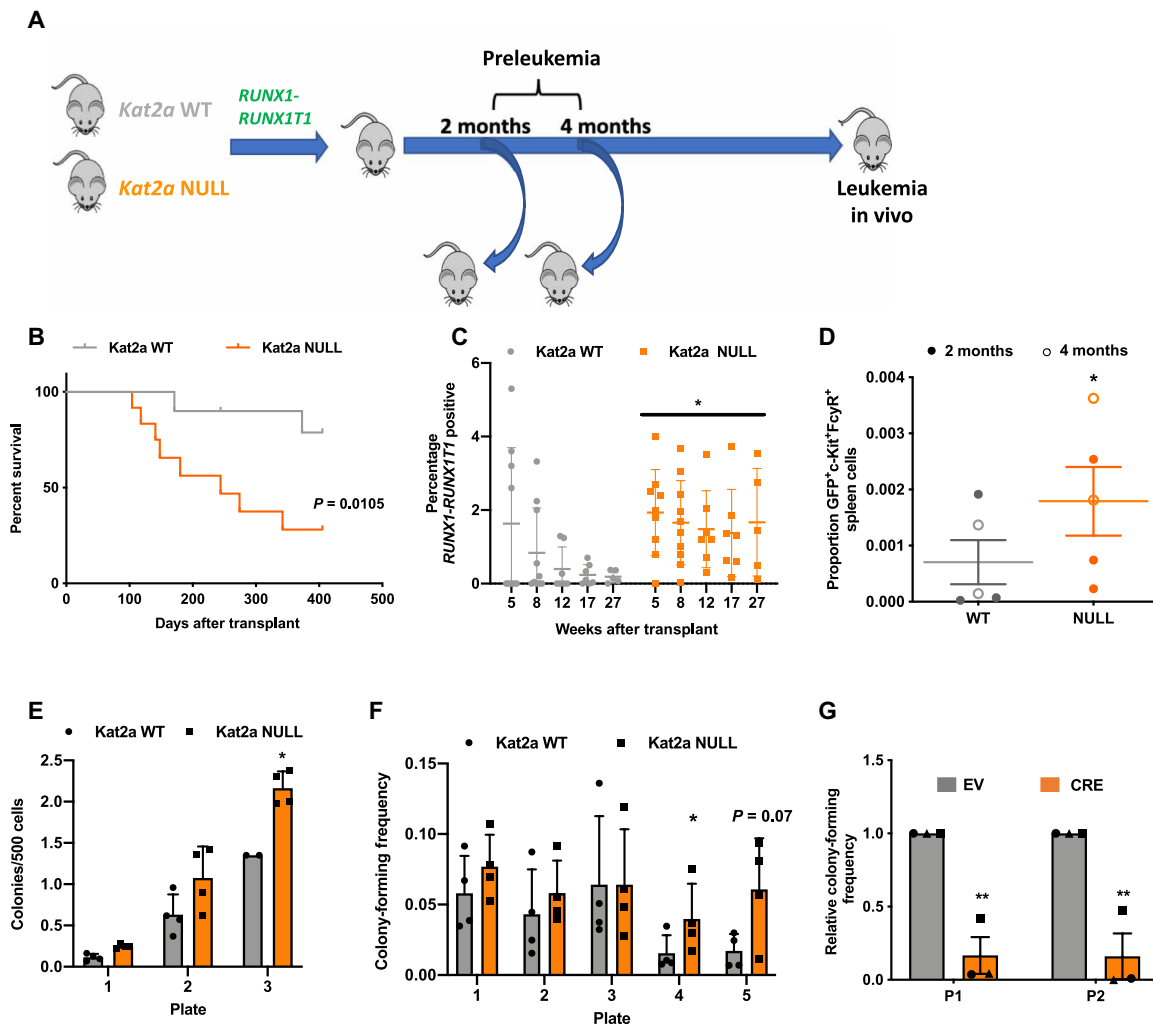 A
Kat2a WT
Kat2a NULL
RUNX1-
RUNX1T1
Preleukemia
2 months
4 months
Leukemia
in vivo
B
Kat2a WT
Kat2a NULL
Percent survival
100
50
0
P = 0.0105
0 100 200 300 400 500
Days after transplant
C
Kat2a WT
Kat2a NULL
Percentage
RUNX1-RUNX1T1 positive
6
4
2
0
*
5 8 12 17 27 5 8 12 17 27
Weeks after transplant
D
2 months
4 months
Proportion GFP+c-Kit+FcγR+
spleen cells
0.004
0.003
0.002
0.001
0.000
*
WT NULL
E
Kat2a WT
Kat2a NULL
Colonies/500 cells
2.5
2.0
1.5
1.0
0.5
0.0
*
1 2 3
Plate
F
Kat2a WT
Kat2a NULL
Colony-forming frequency
0.15
0.10
0.05
0.00
*
P = 0.07
1 2 3 4 5
Plate
G
EV
CRE
Relative colony-forming
frequency
1.5
1.0
0.5
0.0
**
**
P1 P2